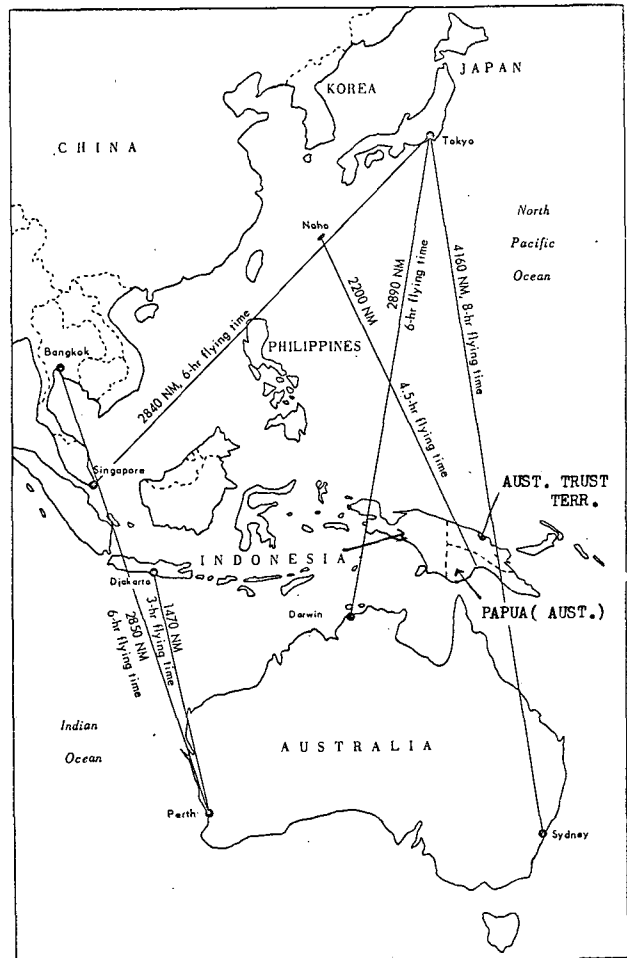 JAPAN
KOREA
CHINA
Tokyo
North
Pacific
Ocean
Naha
2890 NM
6-hr flying time
4160 NM, 8-hr flying time
2200 NM
4.5-hr flying time
Bangkok
PHILIPPINES
2840 NM, 6-hr flying time
Singapore
AUST. TRUST
TERR.
INDONESIA
Djakarta
1470 NM
3-hr flying time
2850 NM
6-hr flying time
Darwin
PAPUA( AUST.)
Indian
Ocean
AUSTRALIA
Perth
Sydney